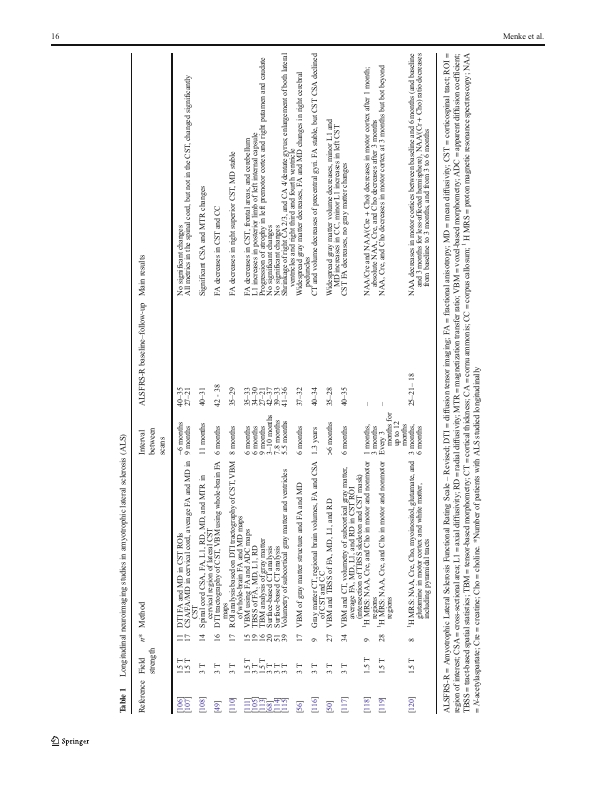 16
Menke et al.
Table 1 Longitudinal neuroimaging studies in amyotrophic lateral sclerosis (ALS)
Reference Field n* Method Interval ALSFRS-R baseline–follow-up Main results
strength between
scans
[106] 1.5 T 11 DTI FA and MD = CST ROIs ~6 months 40–35 No significant changes
[107] 1.5 T 17 CSA/FA/MD in cervical cord, average FA and MD in 9 months 27–21 All metrics in the spinal cord, but not in the CST, changed significantly
CST
[108] 3 T 14 Spinal cord CSA, FA, L1, RD, MD, and MTR in 11 months 40–31 Significant CSA and MTR changes
cervical region of lateral CST
[49] 3 T 16 DTI tractography of CST, VBM using whole-brain FA 6 months 42 - 38 FA decreases in CST and CC
maps
[110] 3 T 17 ROI analysis based on DTI tractography of CST, VBM 8 months 35–29 FA decreases in right superior CST, MD stable
of whole-brain FA and MD maps
[111] 1.5 T 15 VBM using FA and ADC maps 6 months 35–33 FA decreases in CST, frontal areas, and cerebellum
[105] 3 T 19 TBSS of FA, MD, L1, RD 6 months 34–30 L1 increases in posterior limb of left internal capsule
[113] 1.5 T 16 TBM analysis of gray matter 9 months 27–21 Progression of atrophy in left premotor cortex and right putamen and caudate
[68] 3 T 20 Surface-based CT analysis 3–10 months 42–37 No significant changes
[114] 3 T 51 Surface-based CT analysis 7.8 months 39–33 No significant changes
[115] 3 T 39 Volumetry of subcortical gray matter and ventricles 5.5 months 41–36 Shrinkage of right CA 2/3, and CA 4 dentate gyrus; enlargement of both lateral
ventricle and right third and fourth ventricle
[56] 3 T 17 VBM of gray matter structure and FA and MD 6 months 37–32 Widespread gray matter decreases, FA and MD changes in right cerebral
peduncles
[116] 3 T 9 Gray matter CT, regional brain volumes, FA and CSA 1.3 years 40–34 CT and volume decreases of precentral gyri. FA stable, but CST CSA declined
of CST and CC
[50] 3 T 27 VBM and TBSS of FA, MD, L1, and RD >6 months 35–28 Widespread gray matter volume decreases, minor L1 and
MD increases in CC, minor L1 increases in left CST
[117] 3 T 34 VBM and CT, volumetry of subcortical gray matter, 6 months 40–35 CST FA decreases, no gray matter changes
average FA, MD, L1, and RD in CST ROI
(intersection of TBSS skeleton and CST mask)
[118] 1.5 T 9 ¹H MRS; NAA, Cre, and Cho in motor and nonmotor 1 months, – NAA/Cre and NAA/(Cre + Cho) decreases in motor cortex after 1 month;
regions 3 months absolute NAA, Cre, and Cho decreases after 3 months
[119] 1.5 T 28 ¹H MRS; NAA, Cre, and Cho in motor and nonmotor Every 3 – NAA, Cre, and Cho decreases in motor cortex at 3 months but not beyond
regions months for
up to 12
months
[120] 1.5 T 8 ¹H MRS; NAA, Cre, Cho, myoinositol, glutamate, and 3 months, 25–21–18 NAA decreases in motor cortices between baseline and 6 months (and baseline
glutamine in motor cortex and white matter, 6 months and 3 months for less-affected hemisphere), NAA/(Cr + Cho) ratio decreases
including pyramidal tracts from baseline to 3 months, and from 3 to 6 months
ALSFRS-R = Amyotrophic Lateral Sclerosis Functional Rating Scale – Revised; DTI = diffusion tensor imaging; FA = fractional anisotropy; MD = mean diffusivity; CST = corticospinal tract; ROI =
region of interest; CSA = cross-sectional area; L1 = axial diffusivity; RD = radial diffusivity; MTR = magnetization transfer ratio; VBM = voxel-based morphometry; ADC = apparent diffusion coefficient;
TBSS = tract-based spatial statistics; TBM = tensor-based morphometry; CT = cortical thickness; CA = cornu ammonis; CC = corpus callosum; ¹H MRS = proton magnetic resonance spectroscopy; NAA
= N-acetylaspartate; Cre = creatine; Cho = choline. *Number of patients with ALS studied longitudinally
Springer